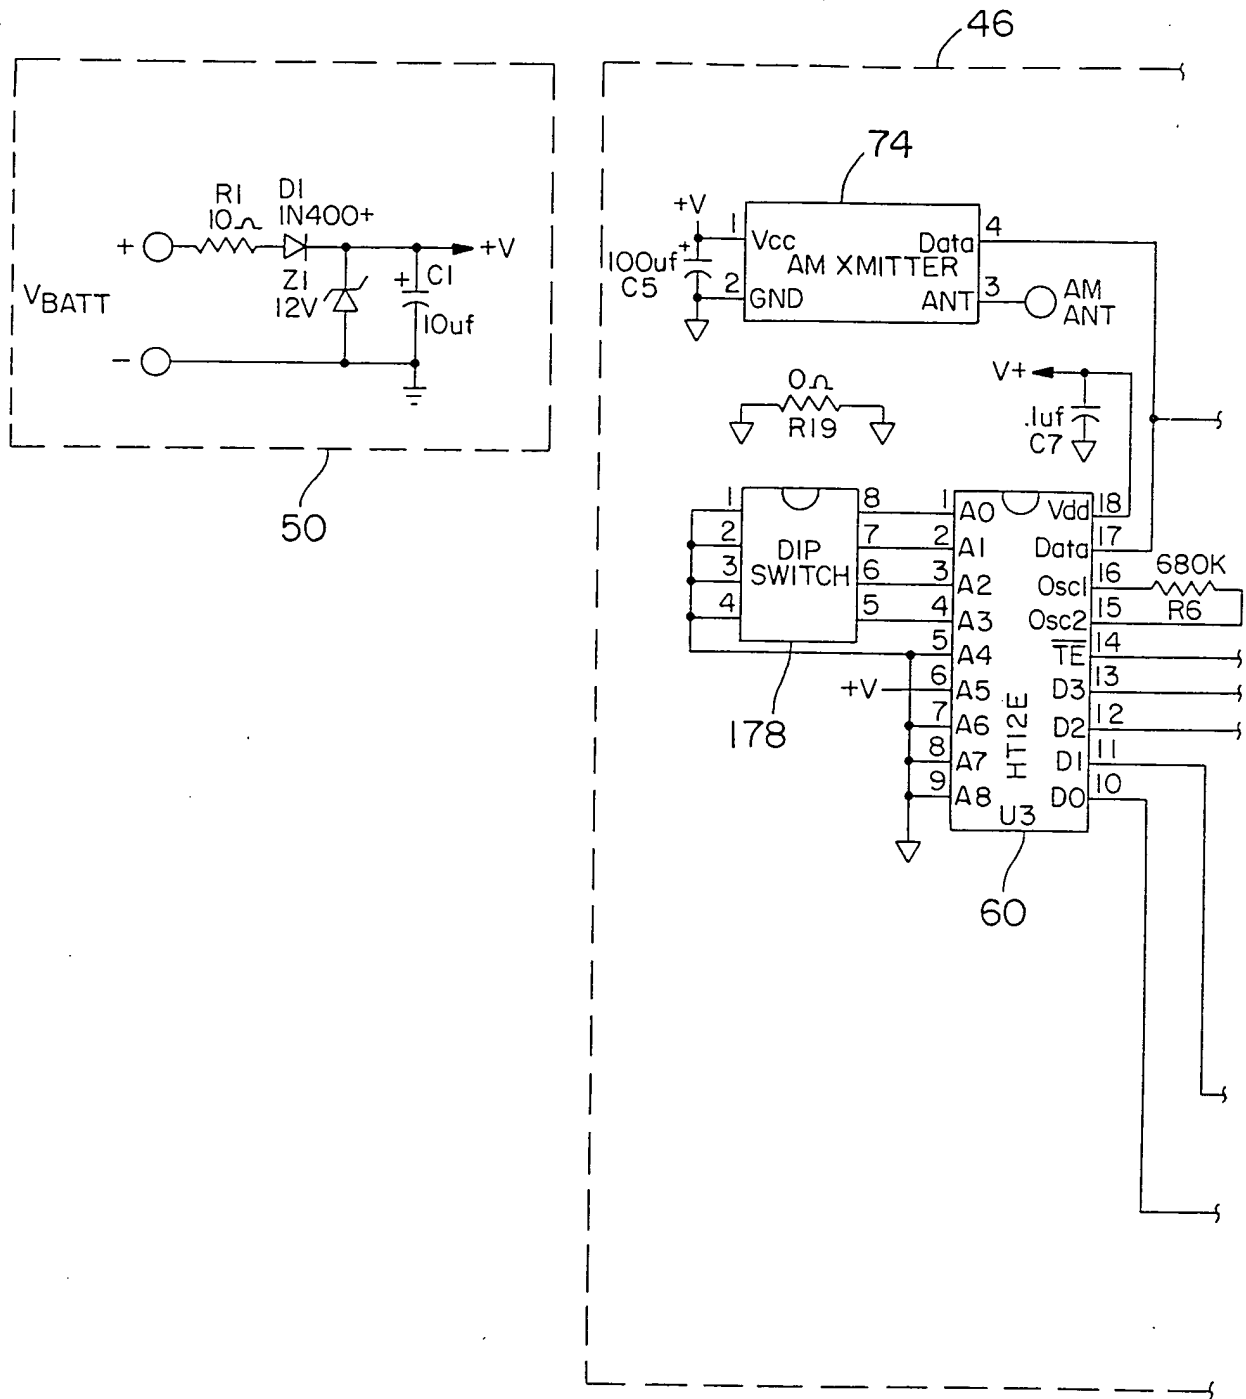 46
74
R1
10Ω
D1
1N400+
+
+V
Z1
12V
+
C1
10uf
VBATT
-
50
+V
1
Vcc
Data
4
100uf
+
C5
AM XMITTER
2
GND
ANT
3
AM
ANT
0Ω
R19
V+
.1uf
C7
1
2
3
4
DIP
SWITCH
8
7
6
5
178
1
2
3
4
5
6
7
8
9
+V
A0
A1
A2
A3
A4
A5
A6
A7
A8
HT12E
U3
Vdd
Data
Osc1
Osc2
TE
D3
D2
D1
D0
18
17
16
15
14
13
12
11
10
680K
R6
60